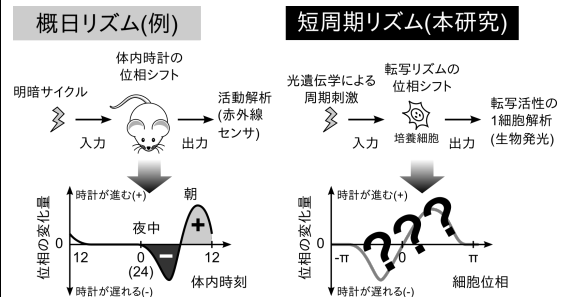 概日リズム(例)
体内時計の
位相シフト
明暗サイクル
入力
出力
活動解析
(赤外線
センサ)
位相の変化量
時計が進む(+)
朝
夜中
+
0
−
12
0
(24)
12
体内時刻
時計が遅れる(-)
短周期リズム(本研究)
光遺伝学による
周期刺激
転写リズムの
位相シフト
入力
培養細胞
出力
転写活性の
1細胞解析
(生物発光)
位相の変化量
時計が進む(+)
???
0
-π
0
π
細胞位相
時計が遅れる(-)